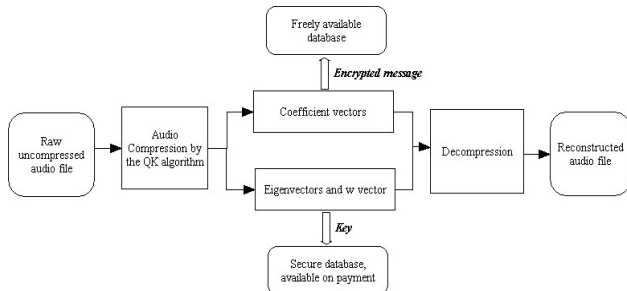 Freely available
database
Encrypted message
Raw
uncompressed
audio file
Audio
Compression by
the QK algorithm
Coefficient vectors
Eigenvectors and w vector
Decompression
Reconstructed
audio file
Key
Secure database,
available on payment